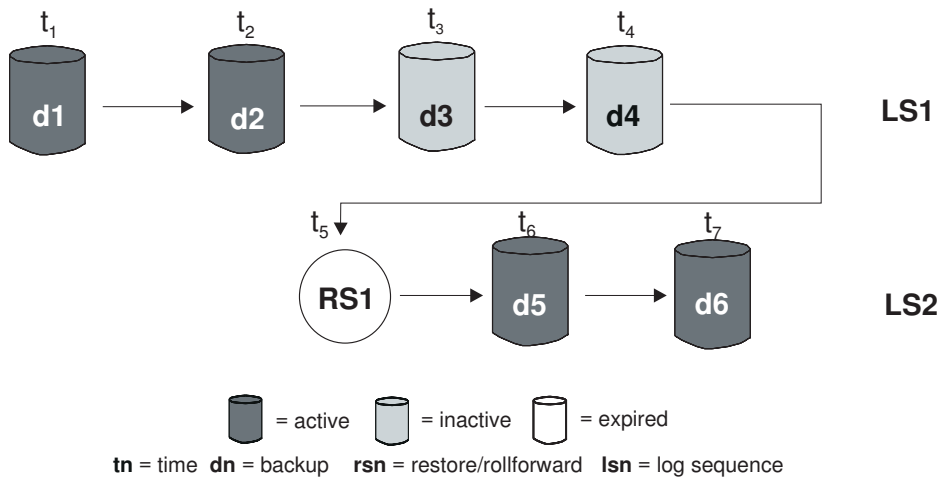 t1 t2 t3 t4
d1 d2 d3 d4 LS1
t5 t6 t7
RS1 d5 d6 LS2
= active = inactive = expired
tn = time dn = backup rsn = restore/rollforward lsn = log sequence